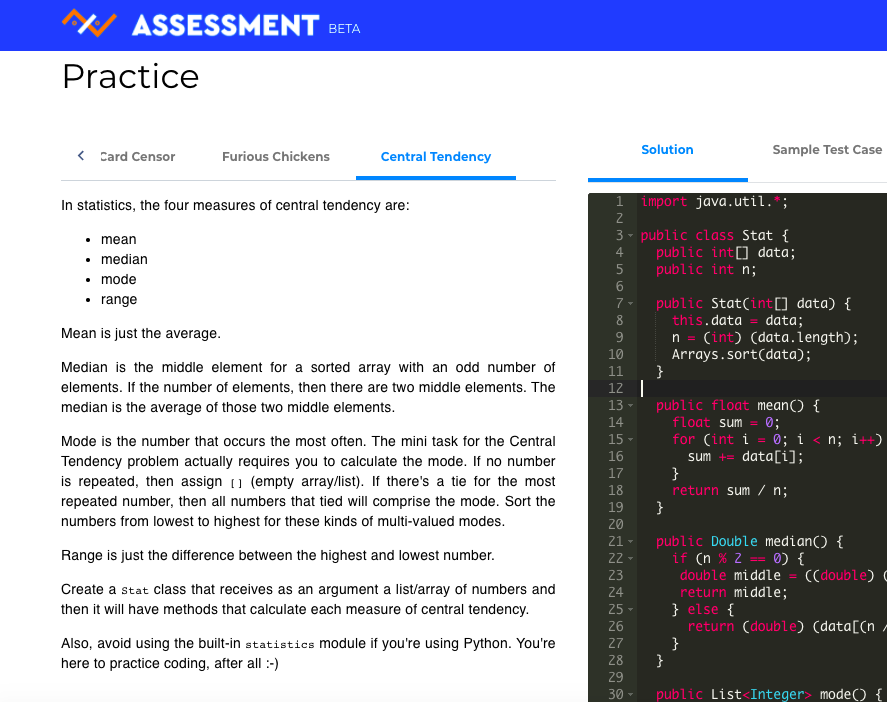 ASSESSMENT BETA
Practice
Card Censor Furious Chickens Central Tendency
In statistics, the four measures of central tendency are:
• mean
• median
• mode
• range
Mean is just the average.
Median is the middle element for a sorted array with an odd number of
elements. If the number of elements, then there are two middle elements. The
median is the average of those two middle elements.
Mode is the number that occurs the most often. The mini task for the Central
Tendency problem actually requires you to calculate the mode. If no number
is repeated, then assign [] (empty array/list). If there's a tie for the most
repeated number, then all numbers that tied will comprise the mode. Sort the
numbers from lowest to highest for these kinds of multi-valued modes.
Range is just the difference between the highest and lowest number.
Create a Stat class that receives as an argument a list/array of numbers and
then it will have methods that calculate each measure of central tendency.
Also, avoid using the built-in statistics module if you're using Python. You're
here to practice coding, after all :-)
Solution Sample Test Case
1 import java.util.*;
2
3 public class Stat {
4 public int[] data;
5 public int n;
6
7 public Stat(int[] data) {
8 this.data = data;
9 n = (int) (data.length);
10 Arrays.sort(data);
11 }
12
13 public float mean() {
14 float sum = 0;
15 for (int i = 0; i < n; i++)
16 sum += data[i];
17 }
18 return sum / n;
19 }
20
21 public Double median() {
22 if (n % 2 == 0) {
23 double middle = ((double) (
24 return middle;
25 } else {
26 return (double) (data[(n /
27 }
28 }
29
30 public List<Integer> mode() {